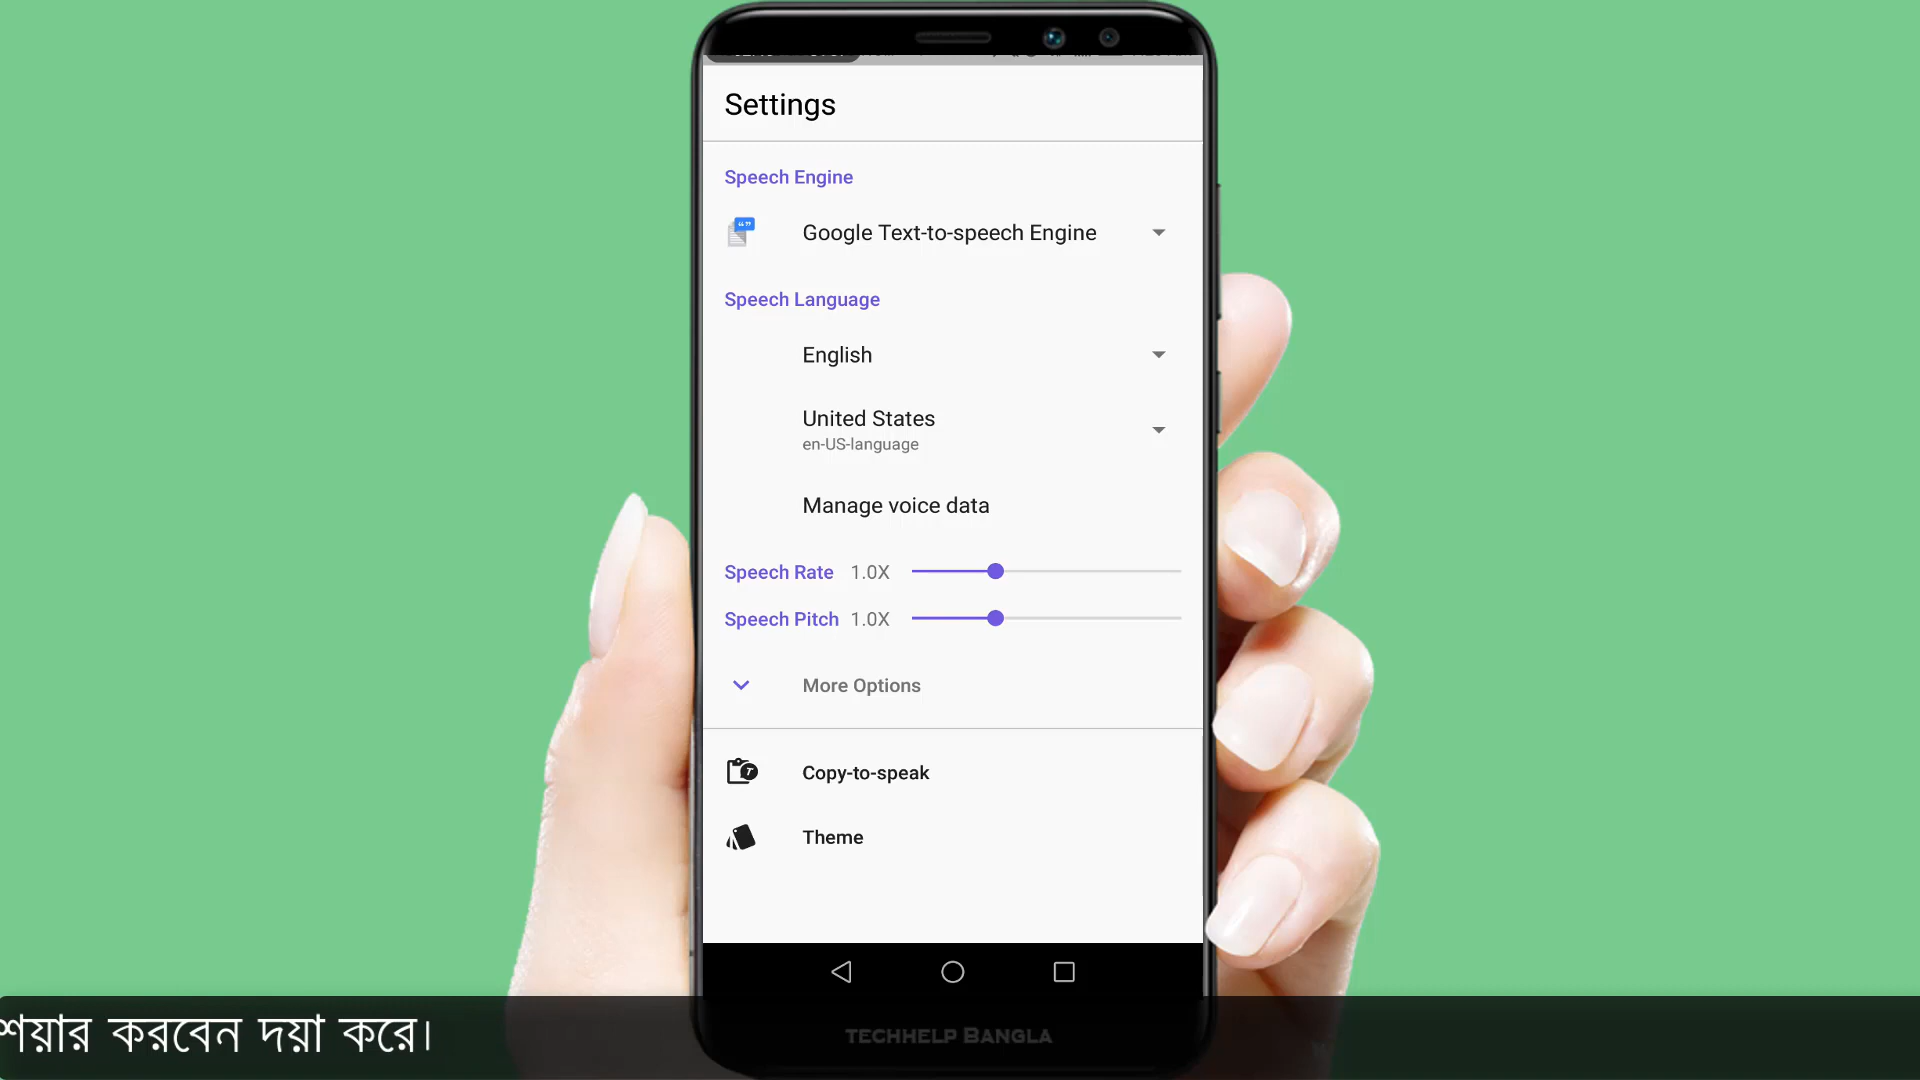 Settings
Speech Engine
Google Text-to-speech Engine
Speech Language
English
United States
en-US-language
Manage voice data
Speech Rate 1.0X
Speech Pitch 1.0X
More Options
Copy-to-speak
Theme
শেয়ার করবেন দয়া করে।
TECHHELP BANGLA